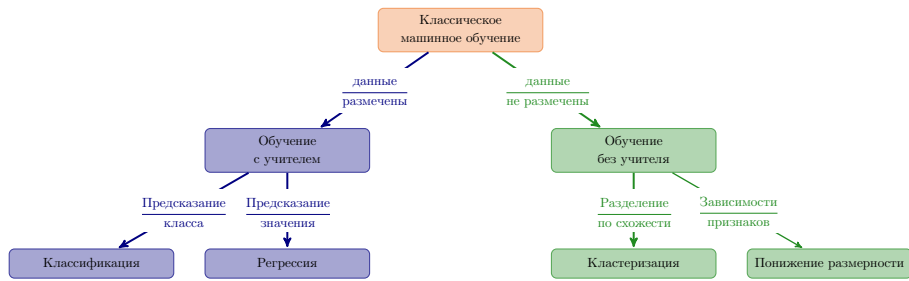 Классическое
машинное обучение
данные
размечены
данные
не размечены
Обучение
с учителем
Обучение
без учителя
Предсказание
класса
Предсказание
значения
Разделение
по схожести
Зависимости
признаков
Классификация
Регрессия
Кластеризация
Понижение размерности